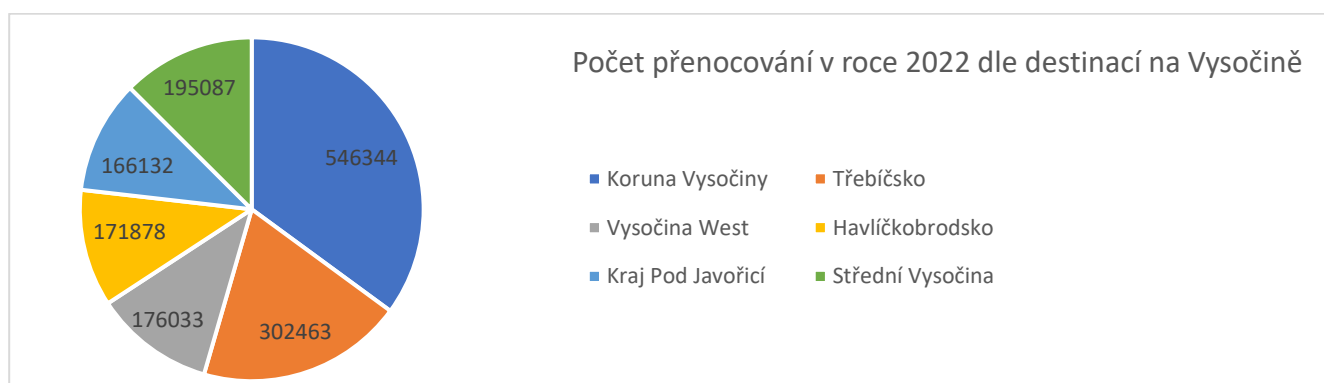 Počet přenocování v roce 2022 dle destinací na Vysočině
195087
546344
166132
171878
176033
302463
Koruna Vysočiny
Třebíčsko
Vysočina West
Havlíčkobrodsko
Kraj Pod Javořicí
Střední Vysočina